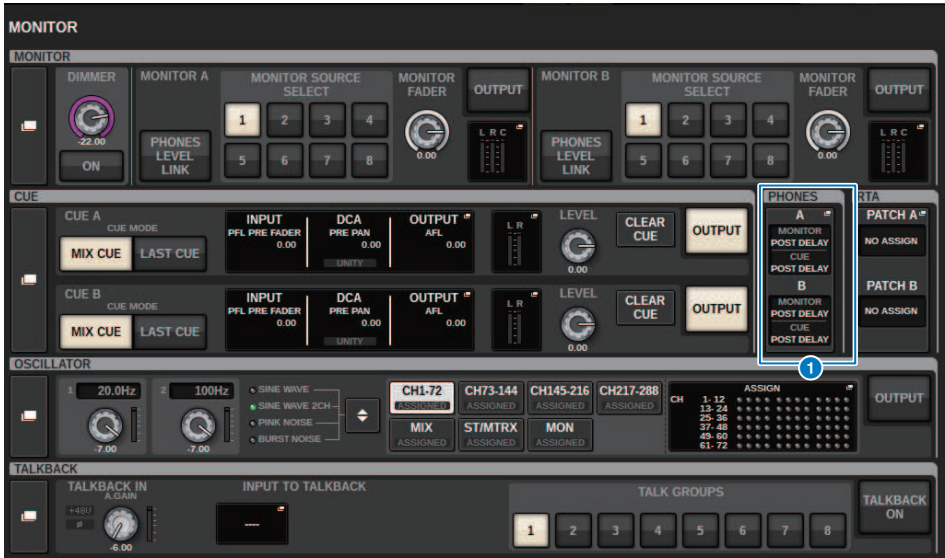 MONITOR
MONITOR
DIMMER
-22.00
ON
MONITOR A
PHONES LEVEL LINK
MONITOR SOURCE SELECT
1 2 3 4
5 6 7 8
MONITOR FADER
0.00
OUTPUT
L R C
MONITOR B
PHONES LEVEL LINK
MONITOR SOURCE SELECT
1 2 3 4
5 6 7 8
MONITOR FADER
0.00
OUTPUT
L R C
CUE
CUE A
CUE MODE
MIX CUE
LAST CUE
INPUT
PFL PRE FADER
0.00
DCA
PRE PAN
UNITY
OUTPUT
AFL
0.00
L R
LEVEL
0.00
CLEAR CUE
OUTPUT
CUE B
CUE MODE
MIX CUE
LAST CUE
INPUT
PFL PRE FADER
0.00
DCA
PRE PAN
UNITY
OUTPUT
AFL
0.00
L R
LEVEL
0.00
CLEAR CUE
OUTPUT
PHONES
A
MONITOR
POST DELAY
CUE
POST DELAY
B
MONITOR
POST DELAY
CUE
POST DELAY
1
RTA
PATCH A
NO ASSIGN
PATCH B
NO ASSIGN
OSCILLATOR
1 20.0Hz
-7.00
2 100Hz
-7.00
SINE WAVE
SINE WAVE 2CH
PINK NOISE
BURST NOISE
CH1-72
ASSIGNED
CH73-144
ASSIGNED
CH145-216
ASSIGNED
CH217-288
ASSIGNED
MIX
ASSIGNED
ST/MTRX
ASSIGNED
MON
ASSIGNED
ASSIGN
CH 1- 12
13- 24
25- 36
37- 48
49- 60
61- 72
OUTPUT
TALKBACK
TALKBACK IN
A.GAIN
+48V
ø
-6.00
INPUT TO TALKBACK
----
TALK GROUPS
1 2 3 4 5 6 7 8
TALKBACK ON